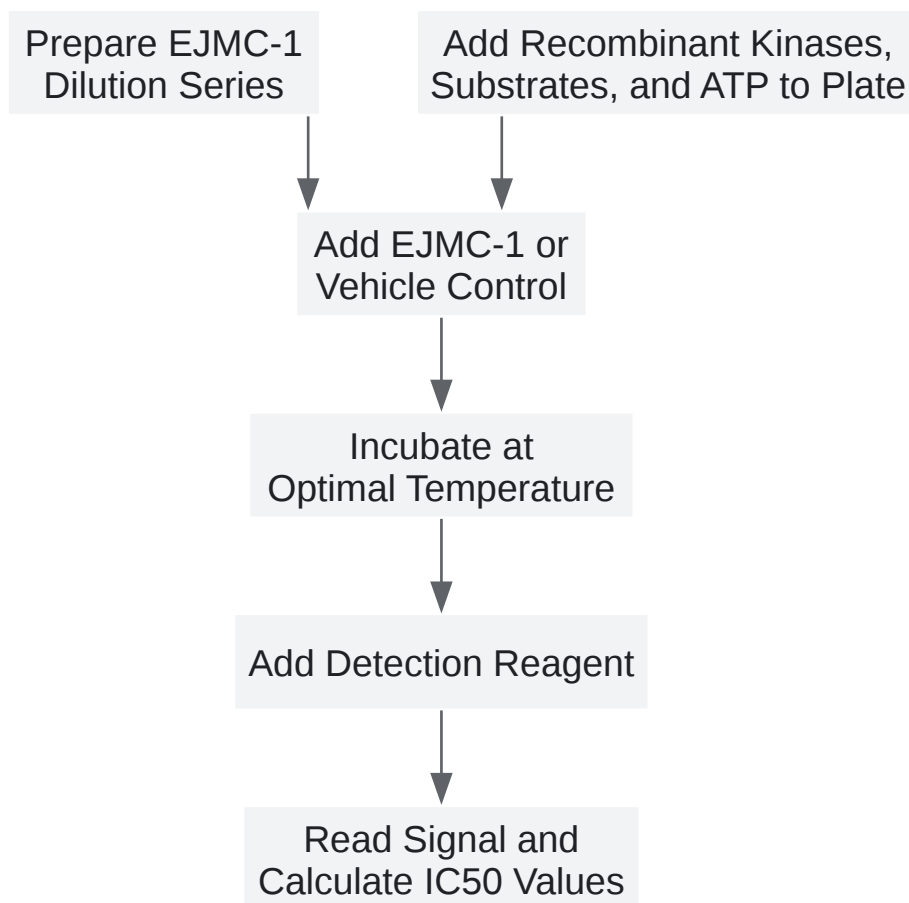 Prepare EJMC-1
Dilution Series
Add Recombinant Kinases,
Substrates, and ATP to Plate
Add EJMC-1 or
Vehicle Control
Incubate at
Optimal Temperature
Add Detection Reagent
Read Signal and
Calculate IC50 Values